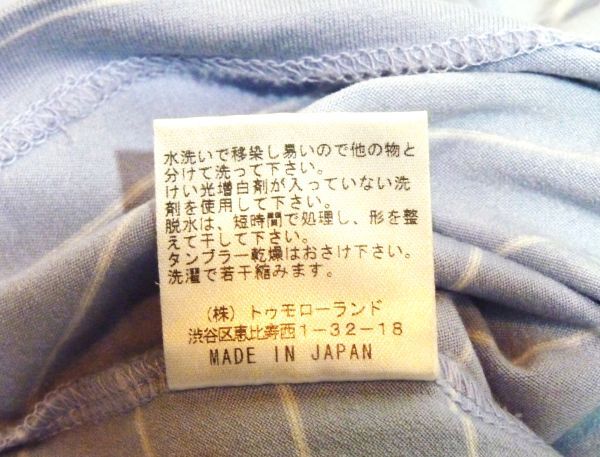 水洗いで移染し易いので他の物と
分けて洗って下さい。
けい光増白剤が入っていない洗
剤を使用して下さい。
脱水は、短時間で処理し、形を整
えて干して下さい。
タンブラー乾燥はおさけ下さい。
洗濯で若干縮みます。
(株) トゥモローランド
渋谷区恵比寿西1-32-18
MADE IN JAPAN